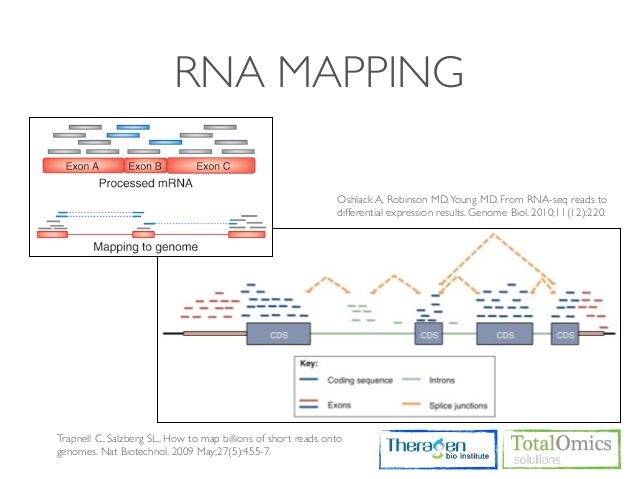 RNA MAPPING
Exon A Exon B Exon C
Processed mRNA
Mapping to genome
Oshlack A, Robinson MD, Young MD. From RNA-seq reads to
differential expression results. Genome Biol. 2010;11(12):220.
CDS CDS CDS CDS
Key:
Coding sequence Introns
Exons Splice junctions
Trapnell C, Salzberg SL., How to map billions of short reads onto
genomes. Nat Biotechnol. 2009 May;27(5):455-7.
Theragen
bio institute
TotalOmics
solutions